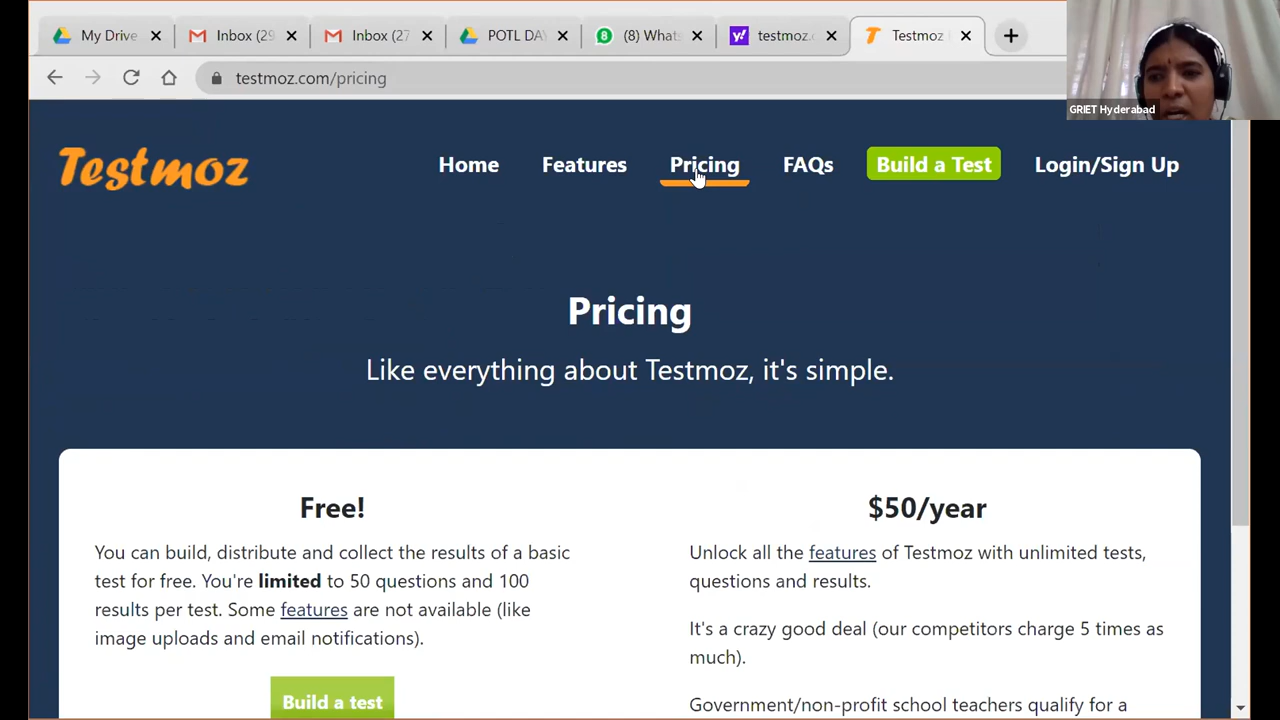 My Drive
Inbox (29
Inbox (27
POTL DAY
(8) Whats
testmoz.c
Testmoz
testmoz.com/pricing
GRIET Hyderabad
Testmoz
Home
Features
Pricing
FAQs
Build a Test
Login/Sign Up
Pricing
Like everything about Testmoz, it's simple.
Free!
You can build, distribute and collect the results of a basic
test for free. You're limited to 50 questions and 100
results per test. Some features are not available (like
image uploads and email notifications).
Build a test
$50/year
Unlock all the features of Testmoz with unlimited tests,
questions and results.
It's a crazy good deal (our competitors charge 5 times as
much).
Government/non-profit school teachers qualify for a